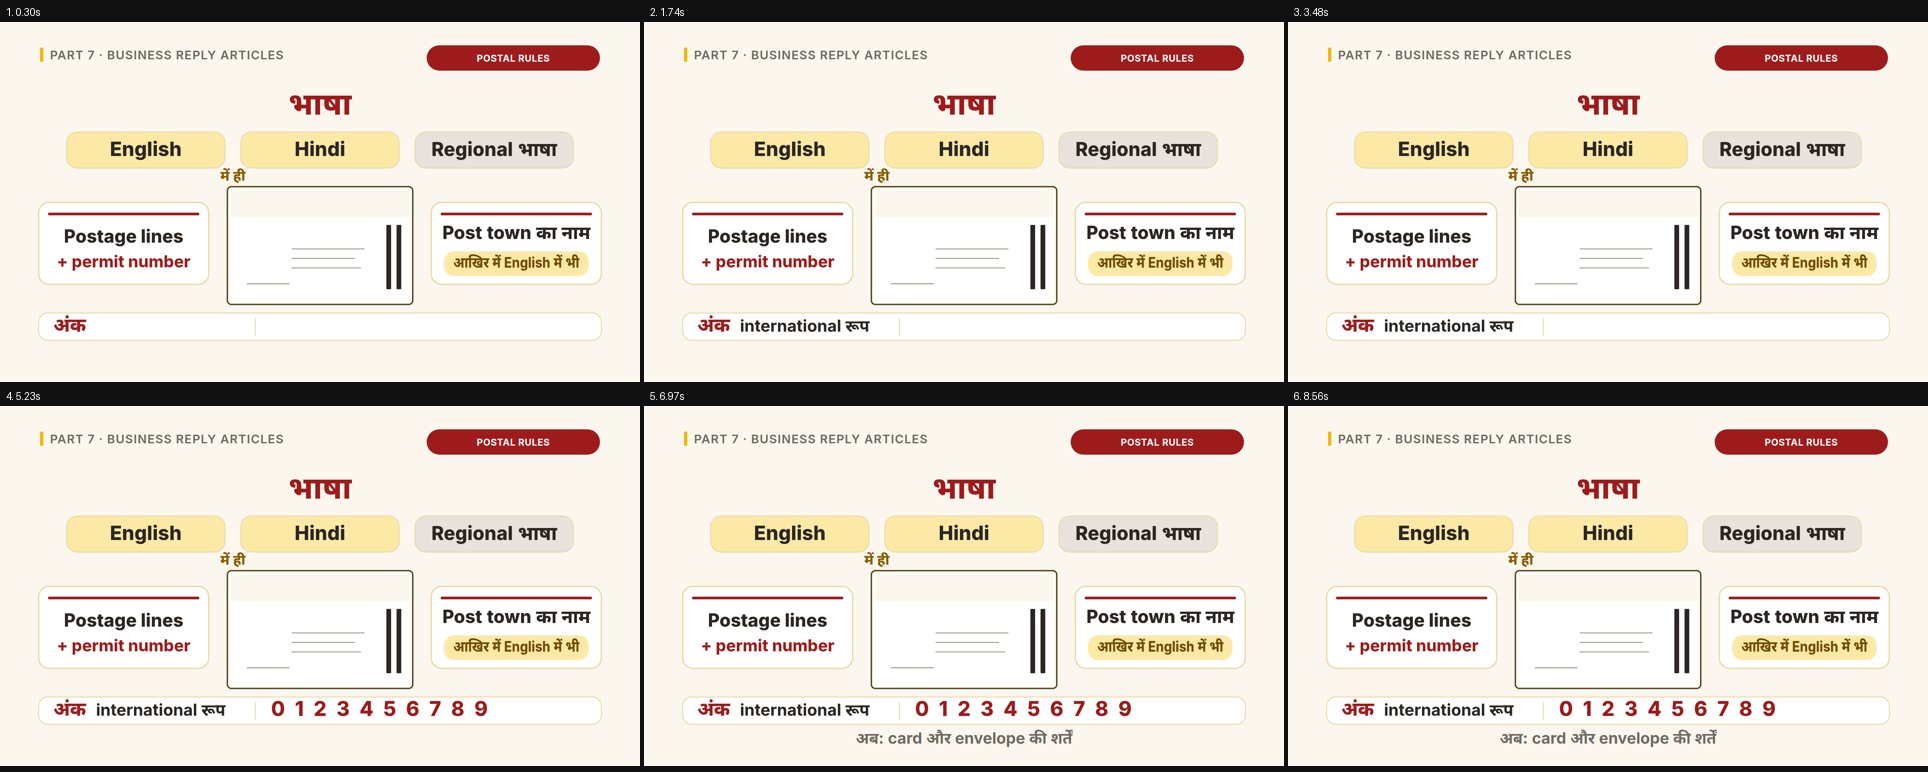 1. 0.30s
PART 7 · BUSINESS REPLY ARTICLES
POSTAL RULES
भाषा
English
Hindi
Regional भाषा
में ही
Postage lines
+ permit number
Post town का नाम
आखिर में English में भी
अंक
2. 1.74s
PART 7 · BUSINESS REPLY ARTICLES
POSTAL RULES
भाषा
English
Hindi
Regional भाषा
में ही
Postage lines
+ permit number
Post town का नाम
आखिर में English में भी
अंक international रूप
3. 3.48s
PART 7 · BUSINESS REPLY ARTICLES
POSTAL RULES
भाषा
English
Hindi
Regional भाषा
में ही
Postage lines
+ permit number
Post town का नाम
आखिर में English में भी
अंक international रूप
4. 5.23s
PART 7 · BUSINESS REPLY ARTICLES
POSTAL RULES
भाषा
English
Hindi
Regional भाषा
में ही
Postage lines
+ permit number
Post town का नाम
आखिर में English में भी
अंक international रूप 0 1 2 3 4 5 6 7 8 9
5. 6.97s
PART 7 · BUSINESS REPLY ARTICLES
POSTAL RULES
भाषा
English
Hindi
Regional भाषा
में ही
Postage lines
+ permit number
Post town का नाम
आखिर में English में भी
अंक international रूप 0 1 2 3 4 5 6 7 8 9
अब: card और envelope की शर्तें
6. 8.56s
PART 7 · BUSINESS REPLY ARTICLES
POSTAL RULES
भाषा
English
Hindi
Regional भाषा
में ही
Postage lines
+ permit number
Post town का नाम
आखिर में English में भी
अंक international रूप 0 1 2 3 4 5 6 7 8 9
अब: card और envelope की शर्तें